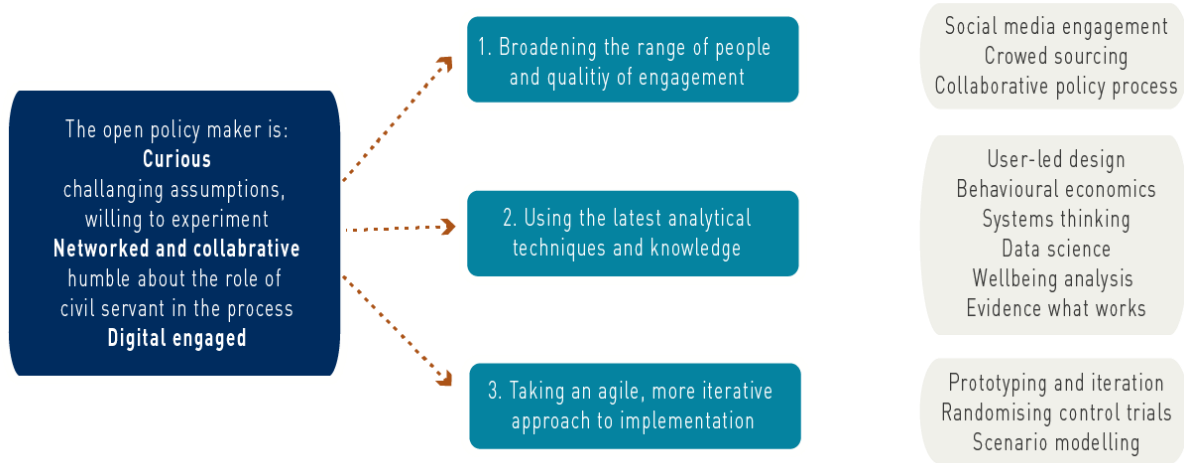 The open policy maker is:
Curious
challanging assumptions,
willing to experiment
Networked and collabrative
humble about the role of
civil servant in the process
Digital engaged
1. Broadening the range of people
and qualitiy of engagement
Social media engagement
Crowed sourcing
Collaborative policy process
2. Using the latest analytical
techniques and knowledge
User-led design
Behavioural economics
Systems thinking
Data science
Wellbeing analysis
Evidence what works
3. Taking an agile, more iterative
approach to implementation
Prototyping and iteration
Randomising control trials
Scenario modelling